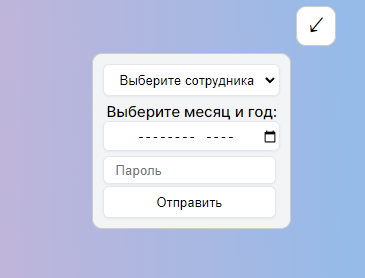 ↙
Выберите сотрудника
Выберите месяц и год:
-------- ----
Пароль
Отправить